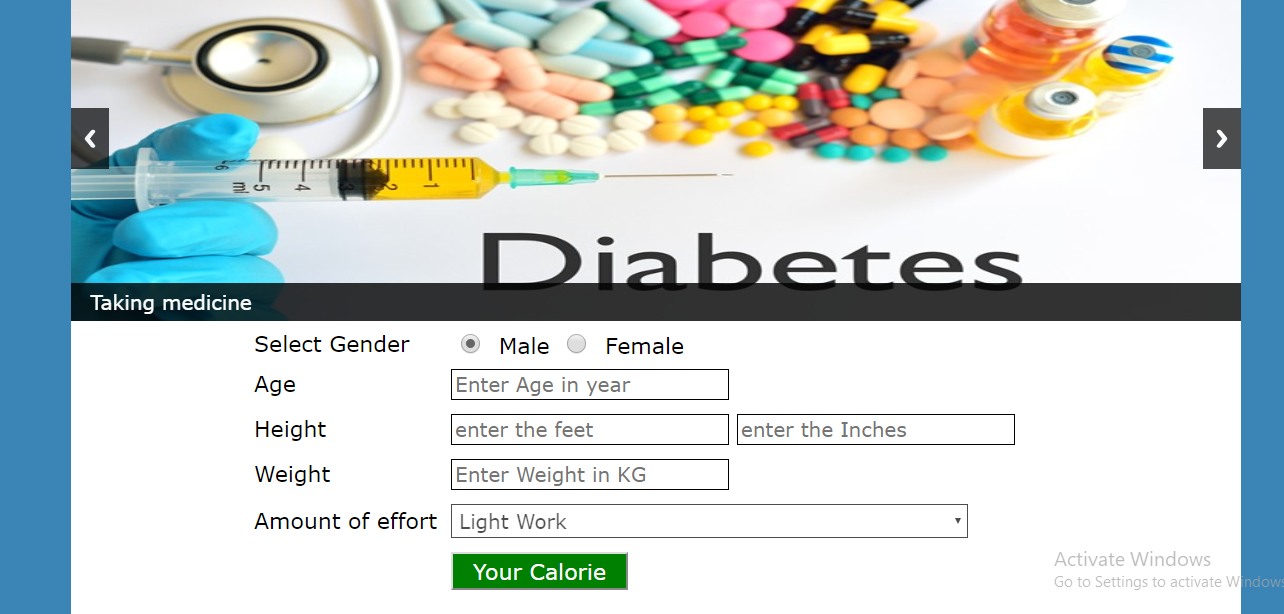 6 5 4 3 2 1
ml
Diabetes
Taking medicine
Select Gender Male Female
Age Enter Age in year
Height enter the feet enter the Inches
Weight Enter Weight in KG
Amount of effort Light Work
Your Calorie
Activate Windows
Go to Settings to activate Windows